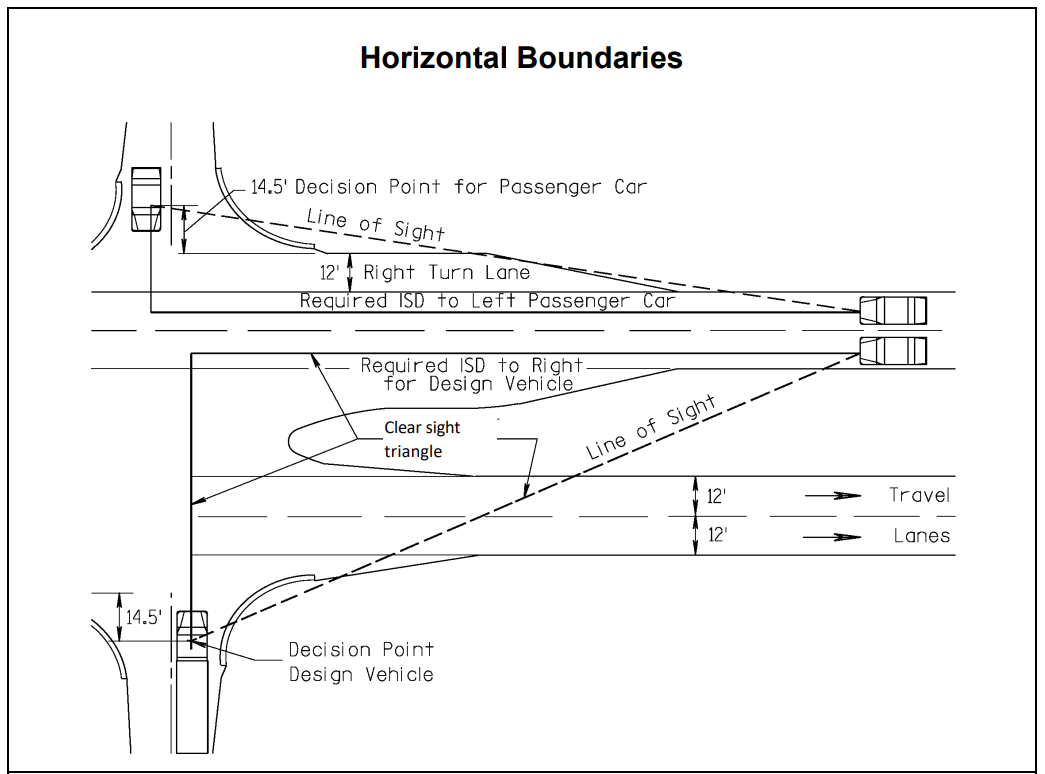 Horizontal Boundaries
14.5' Decision Point for Passenger Car
Line of Sight
12' Right Turn Lane
Required ISD to Left Passenger Car
Required ISD to Right
for Design Vehicle
Clear sight
triangle
Line of Sight
12' Travel
12' Lanes
14.5'
Decision Point
Design Vehicle